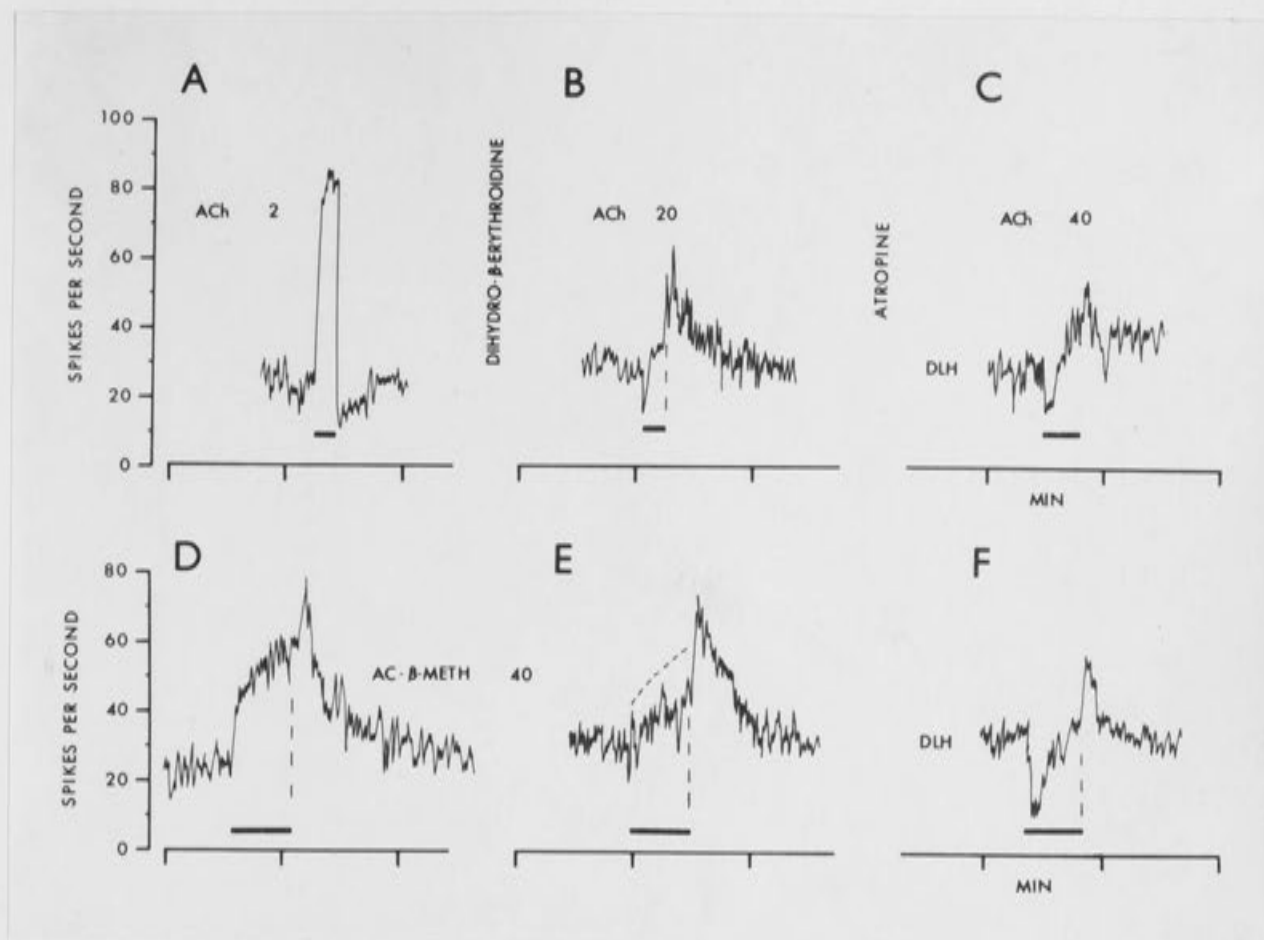 A
B
C
100
80
60
40
20
0
SPIKES PER SECOND
ACh 2
DIHYDRO-β-ERYTHROIDINE
ACh 20
ATROPINE
ACh 40
DLH
MIN
D
E
F
80
60
40
20
0
SPIKES PER SECOND
AC-β-METH 40
DLH
MIN